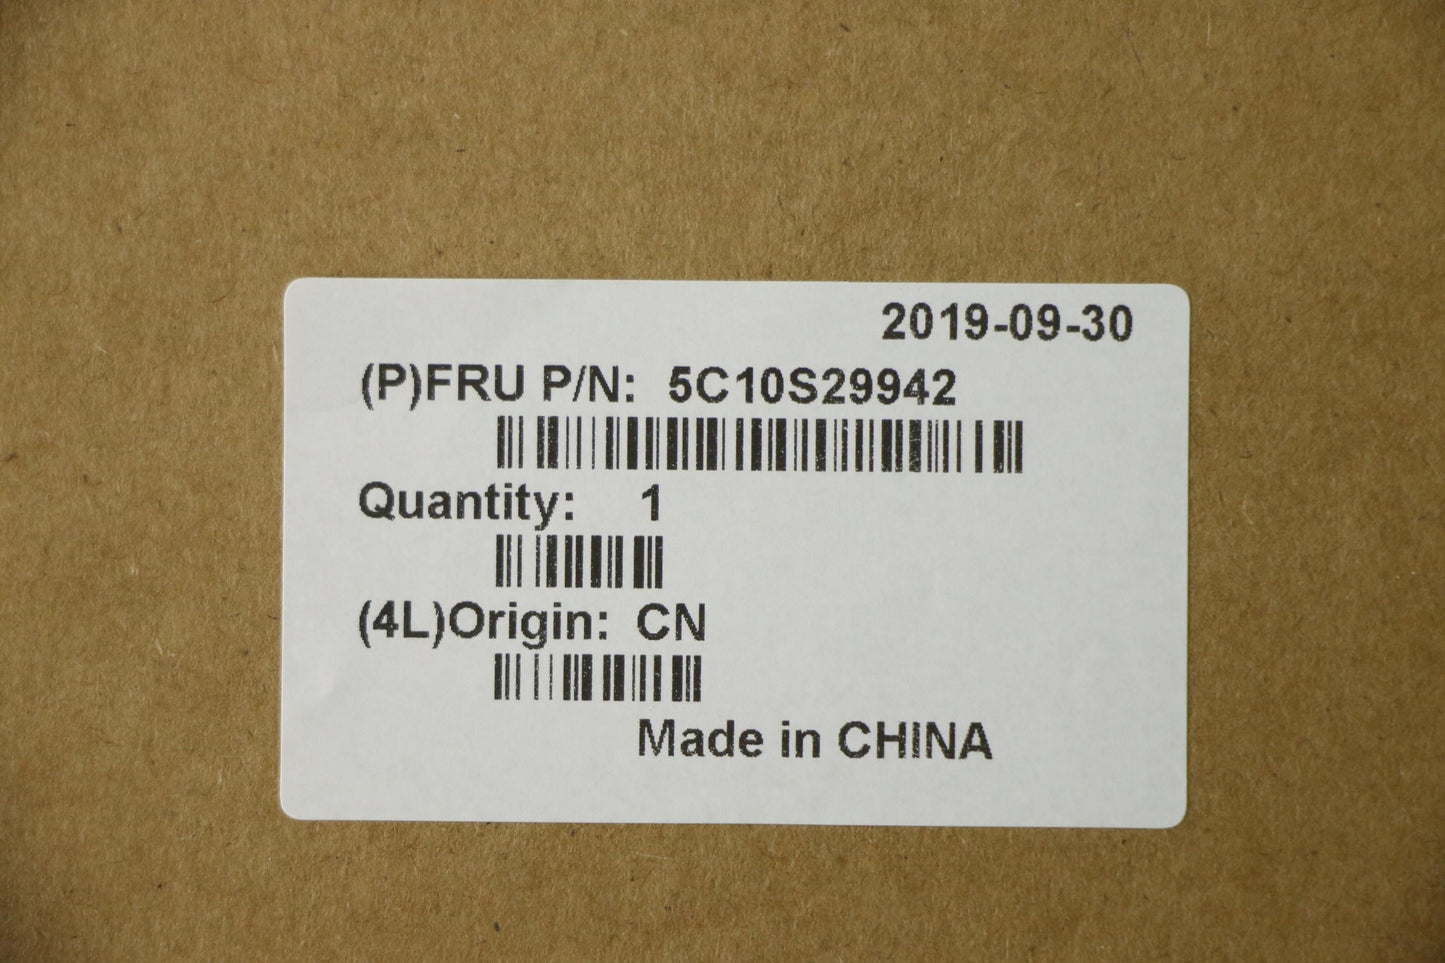 2019-09-30
(P)FRU P/N: 5C10S29942
Quantity: 1
(4L)Origin: CN
Made in CHINA